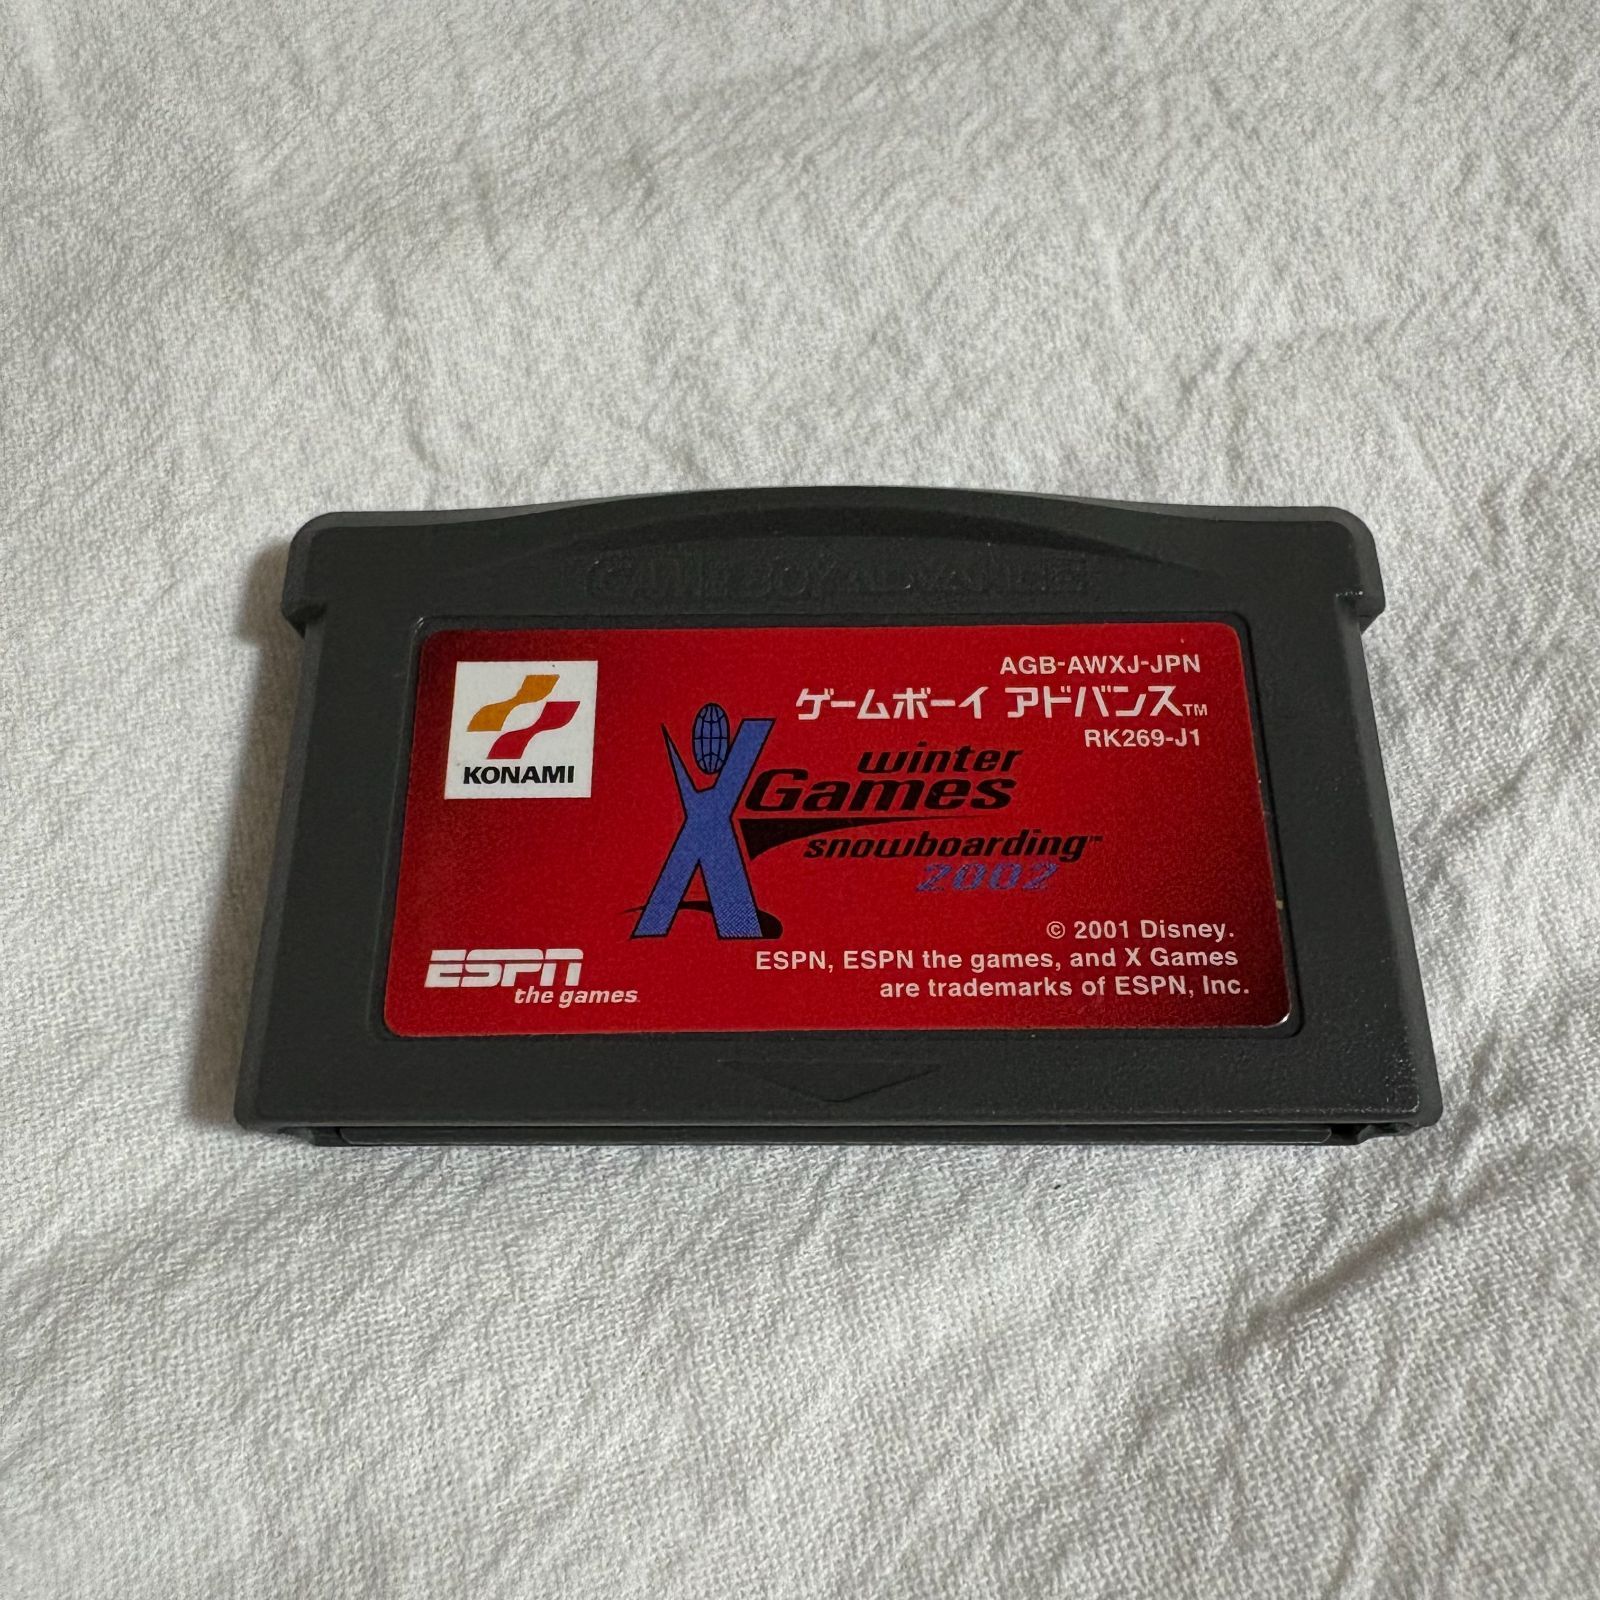 GAME BOY ADVANCE
KONAMI
AGB-AWXJ-JPN
ゲームボーイ アドバンス™
RK269-J1
winter
X Games
snowboarding™
2002
© 2001 Disney.
ESPN, ESPN the games, and X Games
are trademarks of ESPN, Inc.
ESPN
the games